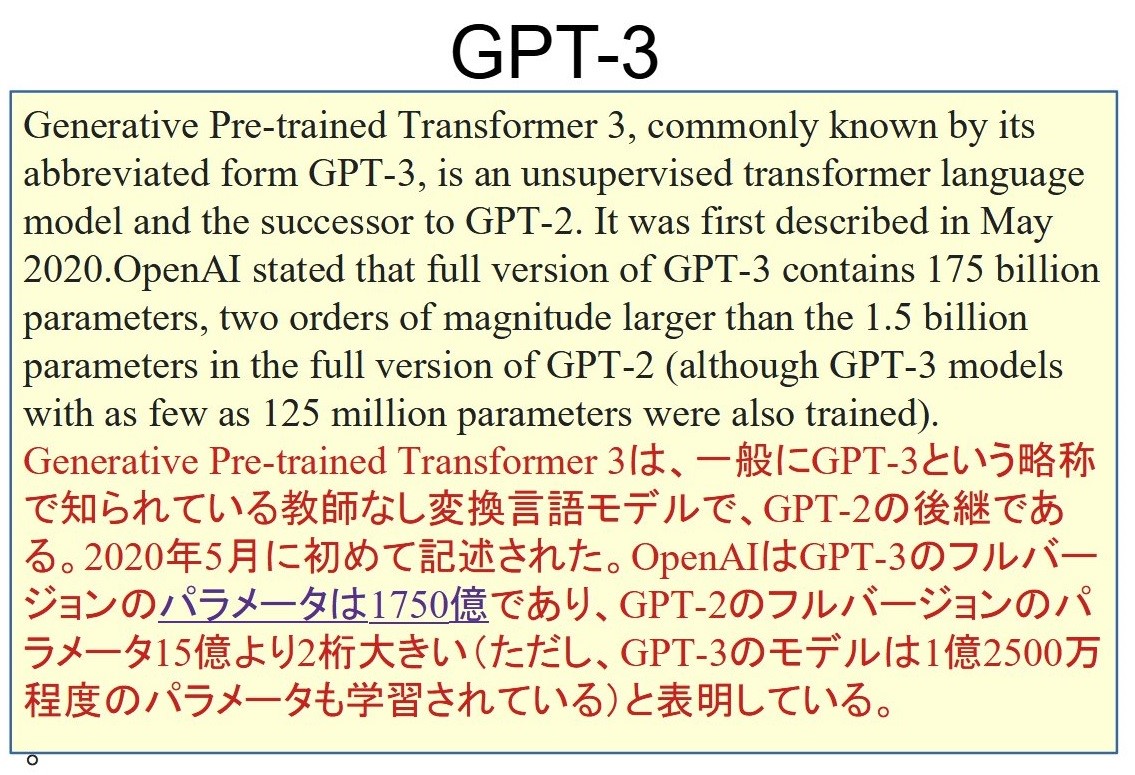 GPT-3
Generative Pre-trained Transformer 3, commonly known by its
abbreviated form GPT-3, is an unsupervised transformer language
model and the successor to GPT-2. It was first described in May
2020.OpenAI stated that full version of GPT-3 contains 175 billion
parameters, two orders of magnitude larger than the 1.5 billion
parameters in the full version of GPT-2 (although GPT-3 models
with as few as 125 million parameters were also trained).
Generative Pre-trained Transformer 3は、一般にGPT-3という略称
で知られている教師なし変換言語モデルで、GPT-2の後継であ
る。2020年5月に初めて記述された。OpenAIはGPT-3のフルバー
ジョンのパラメータは1750億であり、GPT-2のフルバージョンのパ
ラメータ15億より2桁大きい（ただし、GPT-3のモデルは1億2500万
程度のパラメータも学習されている）と表明している。
。